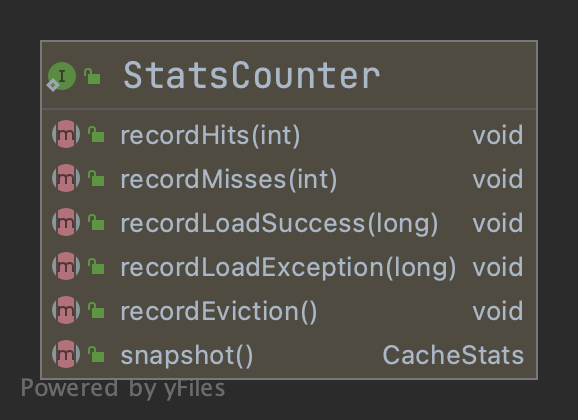 StatsCounter
recordHits(int) void
recordMisses(int) void
recordLoadSuccess(long) void
recordLoadException(long) void
recordEviction() void
snapshot() CacheStats
Powered by yFiles